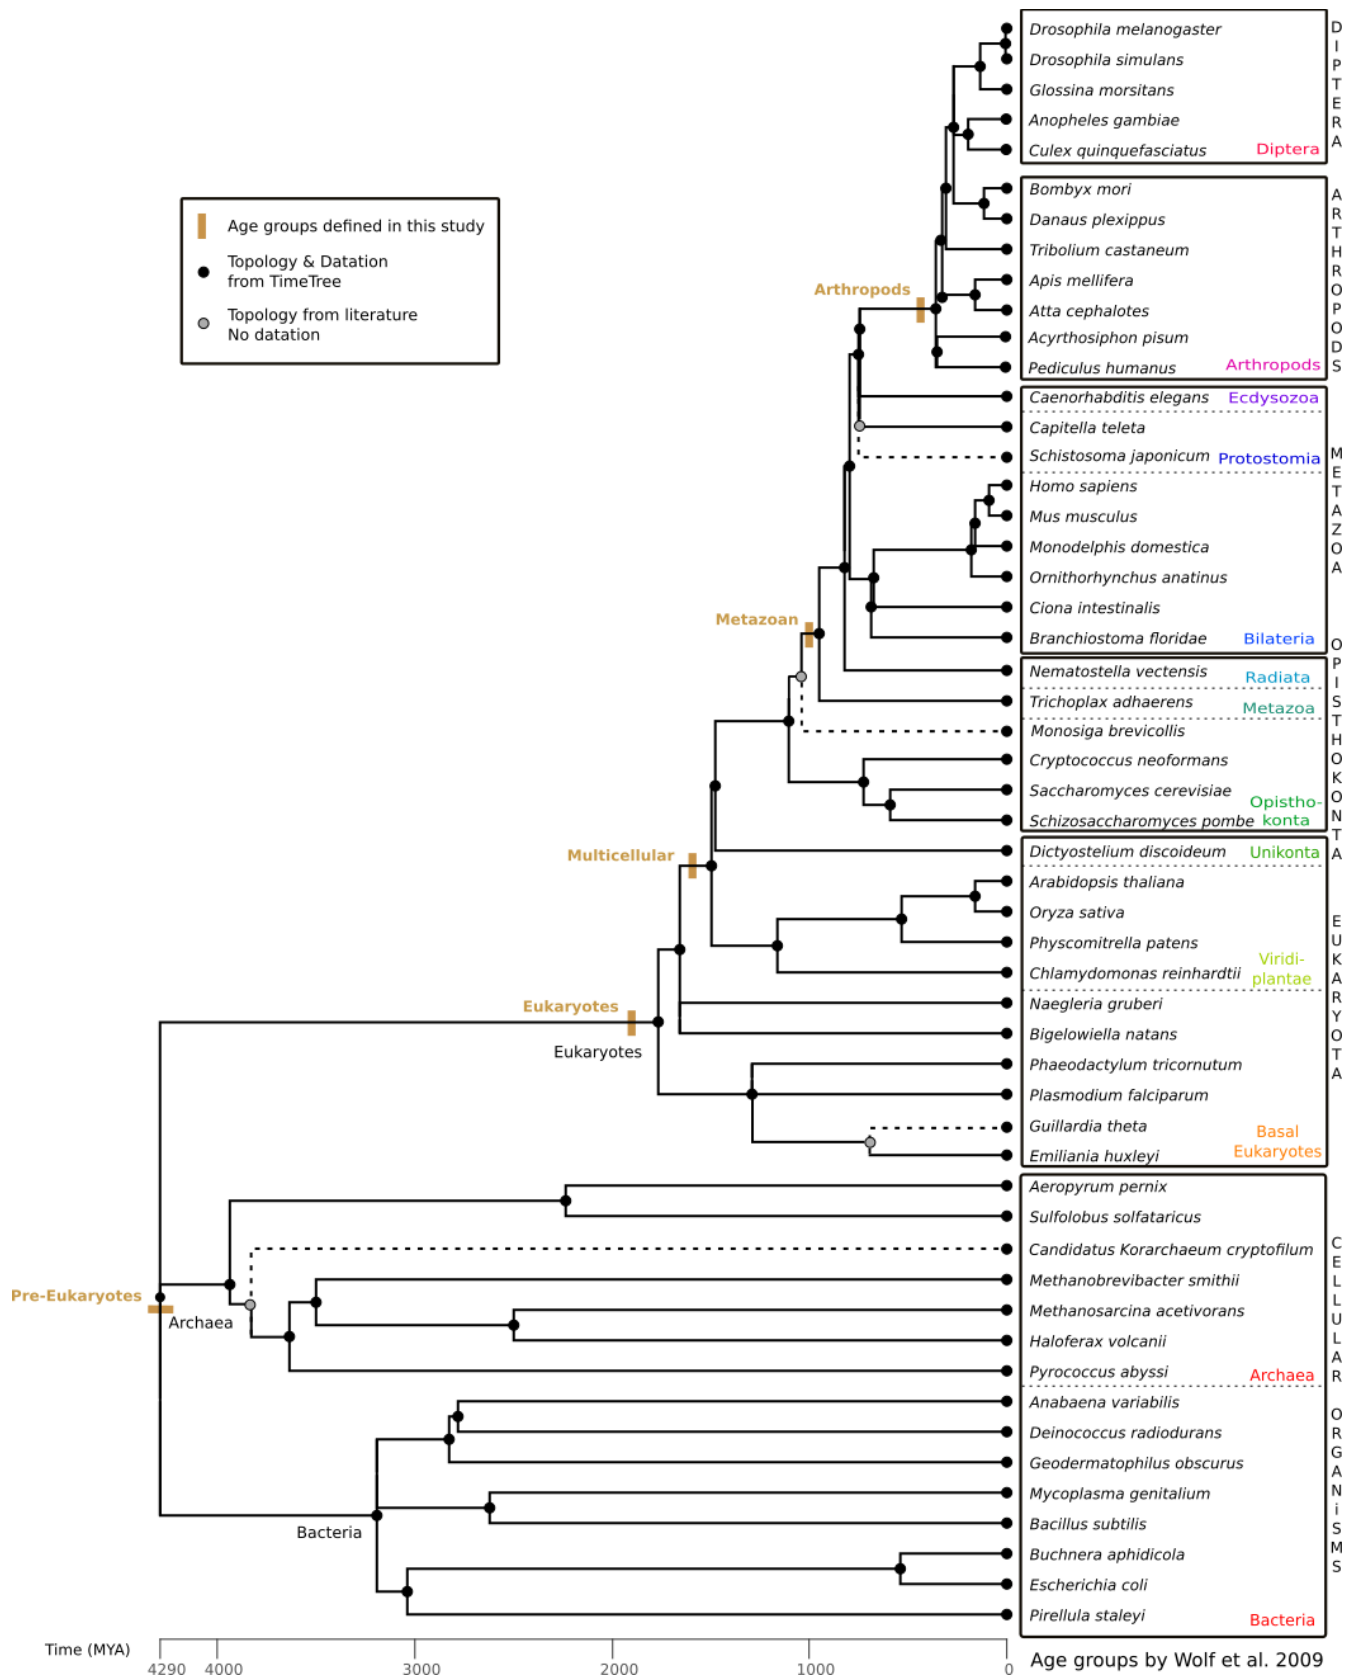 Drosophila melanogaster
Drosophila simulans
Glossina morsitans
Anopheles gambiae
Culex quinquefasciatus
Diptera
DIPTERA
Age groups defined in this study
Topology & Datation
from TimeTree
Topology from literature
No datation
Bombyx mori
Danaus plexippus
Tribolium castaneum
Apis mellifera
Atta cephalotes
Acyrthosiphon pisum
Pediculus humanus
Arthropods
ARTHROPODS
Arthropods
Caenorhabditis elegans
Ecdysozoa
Capitella teleta
Schistosoma japonicum
Protostomia
Homo sapiens
Mus musculus
Monodelphis domestica
Ornithorhynchus anatinus
Ciona intestinalis
Branchiostoma floridae
Bilateria
METAZOA
Metazoan
Nematostella vectensis
Radiata
Trichoplax adhaerens
Metazoa
Monosiga brevicollis
Cryptococcus neoformans
Saccharomyces cerevisiae
Schizosaccharomyces pombe
Opistho-
konta
OPISTHOKONTA
Multicellular
Dictyostelium discoideum
Unikonta
Arabidopsis thaliana
Oryza sativa
Physcomitrella patens
Chlamydomonas reinhardtii
Viridi-
plantae
Naegleria gruberi
Bigelowiella natans
Phaeodactylum tricornutum
Plasmodium falciparum
Guillardia theta
Emiliania huxleyi
Basal
Eukaryotes
EUKARYOTA
Eukaryotes
Eukaryotes
Aeropyrum pernix
Sulfolobus solfataricus
Candidatus Korarchaeum cryptofilum
Methanobrevibacter smithii
Methanosarcina acetivorans
Haloferax volcanii
Pyrococcus abyssi
Archaea
Pre-Eukaryotes
Archaea
Anabaena variabilis
Deinococcus radiodurans
Geodermatophilus obscurus
Mycoplasma genitalium
Bacillus subtilis
Buchnera aphidicola
Escherichia coli
Pirellula staleyi
Bacteria
CELLULAR ORGANiSMS
Bacteria
Time (MYA)
4290 4000 3000 2000 1000 0
Age groups by Wolf et al. 2009